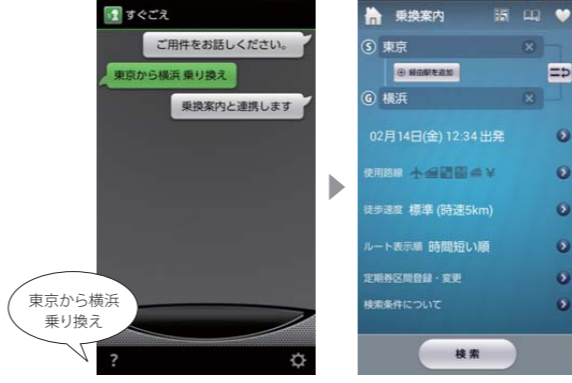 すぐごえ
ご用件をお話しください。
東京から横浜 乗り換え
乗換案内と連携します
東京から横浜
乗り換え
?
乗換案内
S 東京
経由駅を追加
G 横浜
02月14日(金) 12:34 出発
使用路線
徒歩速度 標準 (時速5km)
ルート表示順 時間短い順
定期券区間登録・変更
検索条件について
検索